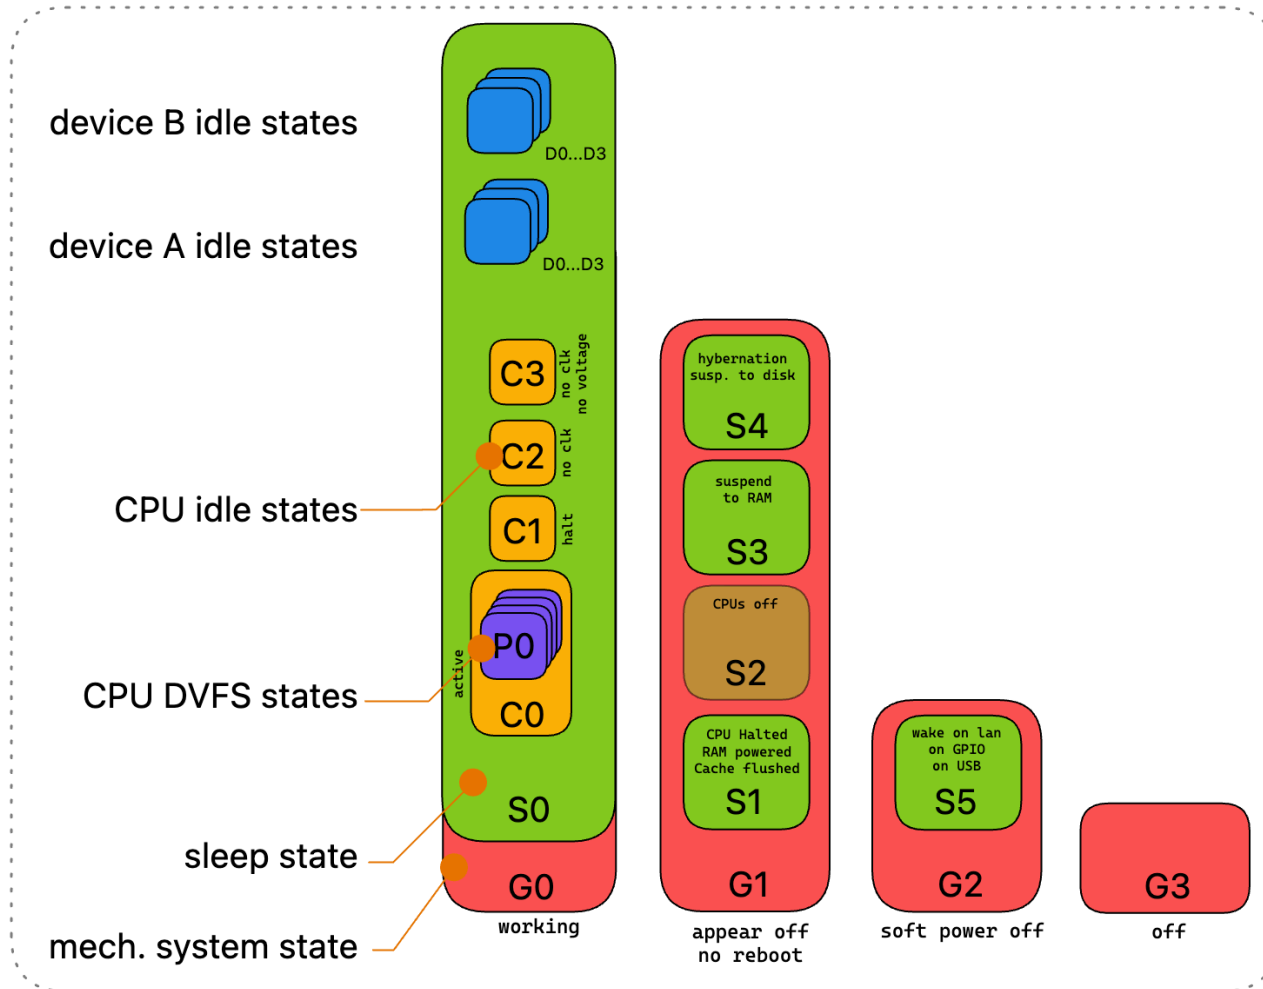 device B idle states
D0...D3
device A idle states
D0...D3
C3
no clk
no voltage
C2
no clk
CPU idle states
C1
halt
P0
active
CPU DVFS states
C0
S0
sleep state
G0
working
mech. system state
hybernation
susp. to disk
S4
suspend
to RAM
S3
CPUs off
S2
CPU Halted
RAM powered
Cache flushed
S1
G1
appear off
no reboot
wake on lan
on GPIO
on USB
S5
G2
soft power off
G3
off